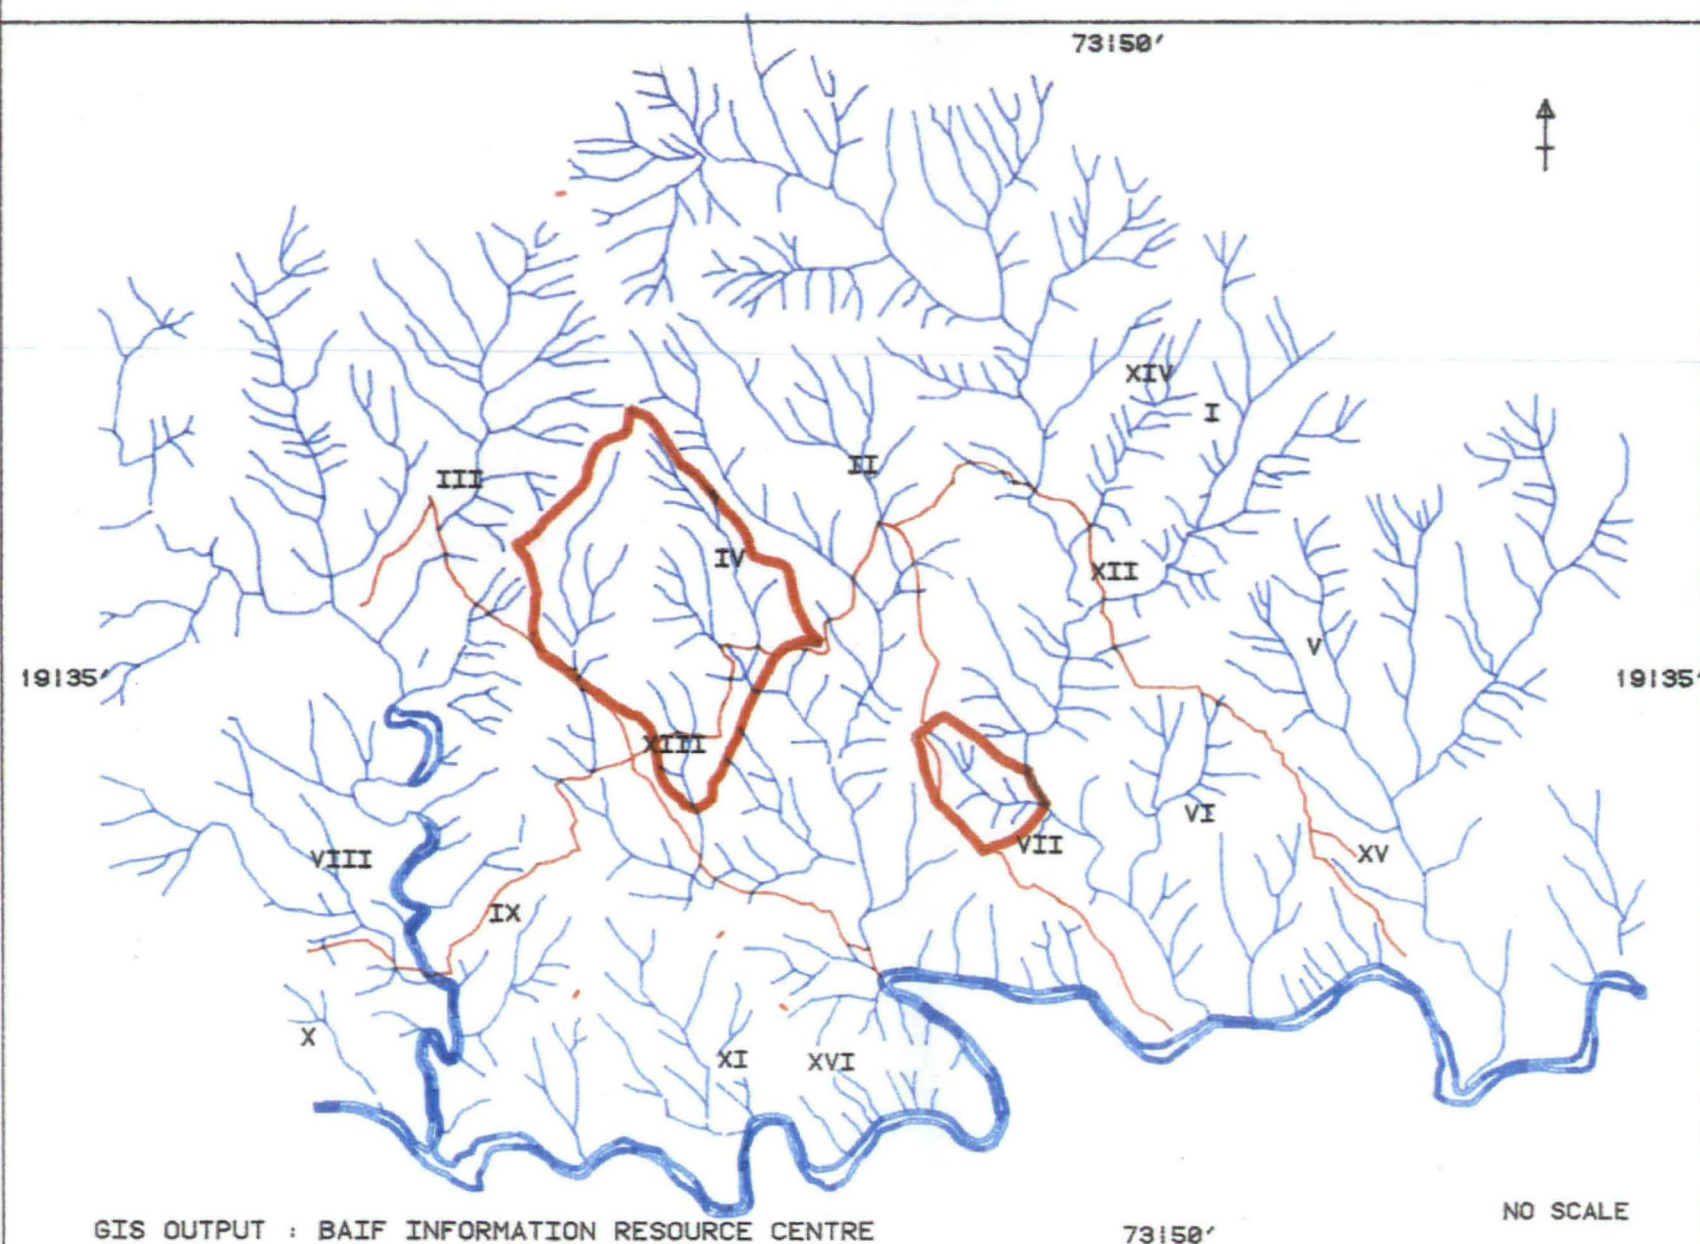 73|50'
XIV
I
II
III
IV
XII
V
19|35'
19|35'
XIII
VI
VII
XV
VIII
IX
X
XI
XVI
NO SCALE
GIS OUTPUT : BAIF INFORMATION RESOURCE CENTRE
73|50'